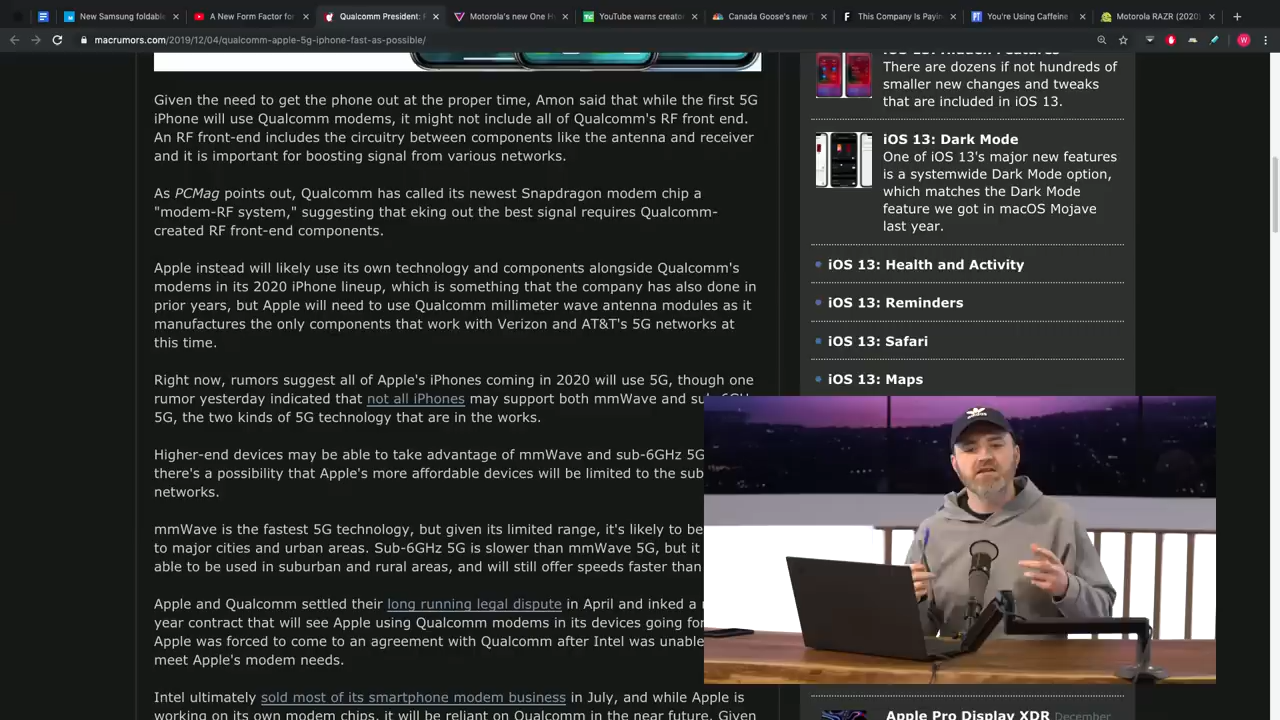 New Samsung foldable
A New Form Factor for
Qualcomm President:
Motorola's new One H
YouTube warns creator
Canada Goose's new
This Company Is Payin
You're Using Caffeine
Motorola RAZR (2020)
macrumors.com/2019/12/04/qualcomm-apple-5g-iphone-fast-as-possible/
W
Given the need to get the phone out at the proper time, Amon said that while the first 5G
iPhone will use Qualcomm modems, it might not include all of Qualcomm's RF front end.
An RF front-end includes the circuitry between components like the antenna and receiver
and it is important for boosting signal from various networks.
As PCMag points out, Qualcomm has called its newest Snapdragon modem chip a
"modem-RF system," suggesting that eking out the best signal requires Qualcomm-
created RF front-end components.
Apple instead will likely use its own technology and components alongside Qualcomm's
modems in its 2020 iPhone lineup, which is something that the company has also done in
prior years, but Apple will need to use Qualcomm millimeter wave antenna modules as it
manufactures the only components that work with Verizon and AT&T's 5G networks at
this time.
Right now, rumors suggest all of Apple's iPhones coming in 2020 will use 5G, though one
rumor yesterday indicated that not all iPhones may support both mmWave and sub-6GHz
5G, the two kinds of 5G technology that are in the works.
Higher-end devices may be able to take advantage of mmWave and sub-6GHz 5G
there's a possibility that Apple's more affordable devices will be limited to the sub
networks.
mmWave is the fastest 5G technology, but given its limited range, it's likely to be
to major cities and urban areas. Sub-6GHz 5G is slower than mmWave 5G, but it
able to be used in suburban and rural areas, and will still offer speeds faster than
Apple and Qualcomm settled their long running legal dispute in April and inked a
year contract that will see Apple using Qualcomm modems in its devices going for
Apple was forced to come to an agreement with Qualcomm after Intel was unable
meet Apple's modem needs.
Intel ultimately sold most of its smartphone modem business in July, and while Apple is
working on its own modem chips, it will be reliant on Qualcomm in the near future. Given
iOS 13: Hidden Features
There are dozens if not hundreds of
smaller new changes and tweaks
that are included in iOS 13.
iOS 13: Dark Mode
One of iOS 13's major new features
is a systemwide Dark Mode option,
which matches the Dark Mode
feature we got in macOS Mojave
last year.
iOS 13: Health and Activity
iOS 13: Reminders
iOS 13: Safari
iOS 13: Maps
Apple Pro Display XDR December